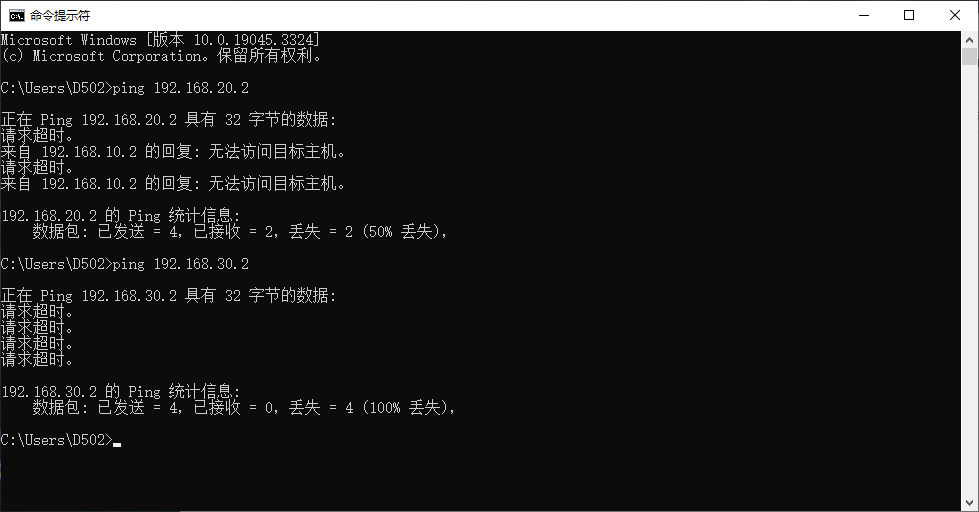 命令提示符
Microsoft Windows [版本 10.0.19045.3324]
(c) Microsoft Corporation。保留所有权利。
C:\Users\D502>ping 192.168.20.2
正在 Ping 192.168.20.2 具有 32 字节的数据:
请求超时。
来自 192.168.10.2 的回复: 无法访问目标主机。
请求超时。
来自 192.168.10.2 的回复: 无法访问目标主机。
192.168.20.2 的 Ping 统计信息:
数据包: 已发送 = 4，已接收 = 2，丢失 = 2 (50% 丢失)，
C:\Users\D502>ping 192.168.30.2
正在 Ping 192.168.30.2 具有 32 字节的数据:
请求超时。
请求超时。
请求超时。
请求超时。
192.168.30.2 的 Ping 统计信息:
数据包: 已发送 = 4，已接收 = 0，丢失 = 4 (100% 丢失)，
C:\Users\D502>